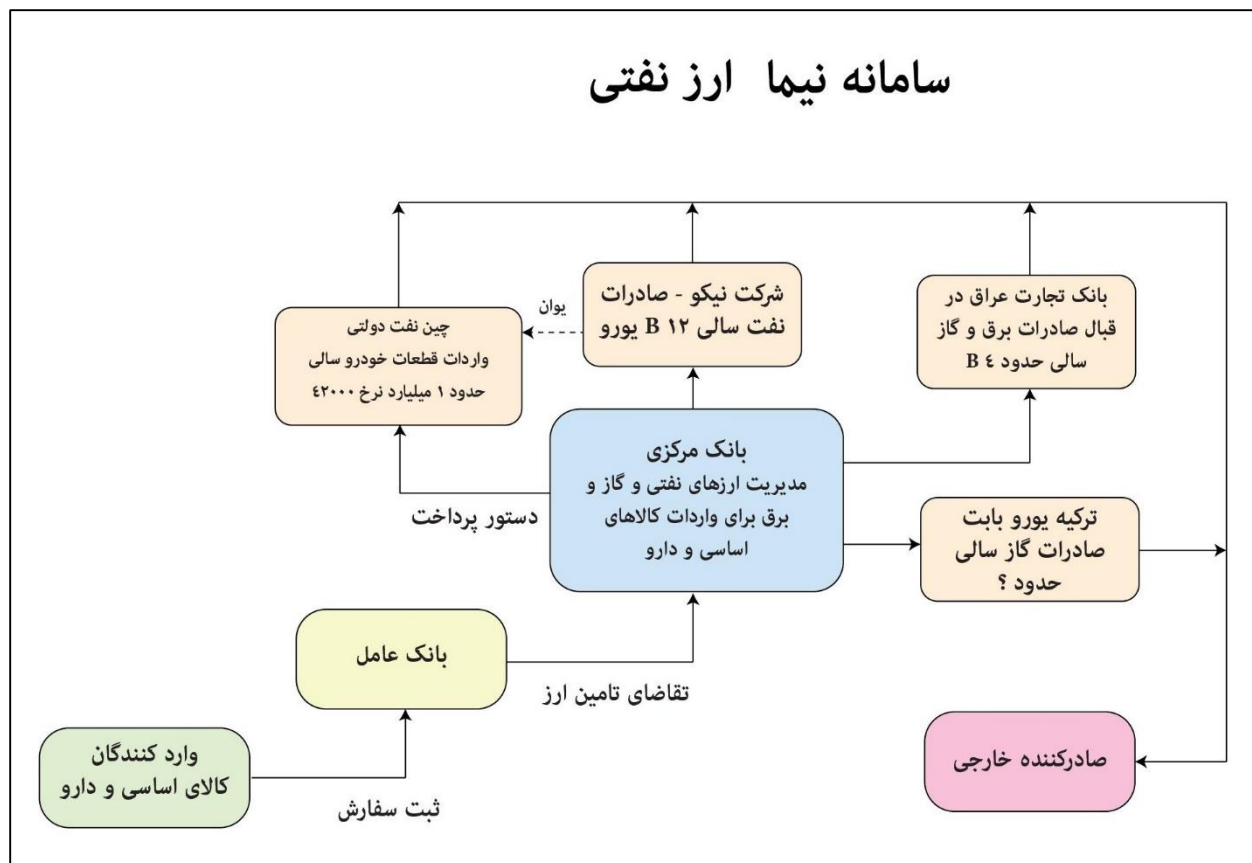 سامانه نیما ارز نفتی
بانک تجارت عراق در
قبال صادرات برق و گاز
سالی حدود ٤ B
شرکت نیکو - صادرات
نفت سالی ۱۲ B یورو
یوان
چین نفت دولتی
واردات قطعات خودرو سالی
حدود ۱ میلیارد نرخ ٤۲۰۰۰
بانک مرکزی
مدیریت ارزهای نفتی و گاز و
برق برای واردات کالاهای
اساسی و دارو
دستور پرداخت
ترکیه یورو بابت
صادرات گاز سالی
حدود ؟
بانک عامل
تقاضای تامین ارز
وارد کنندگان
کالای اساسی و دارو
ثبت سفارش
صادرکننده خارجی